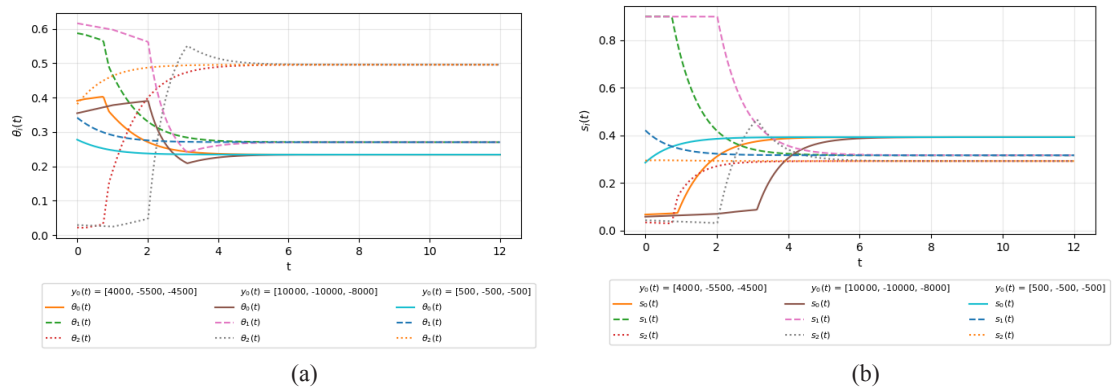 0.6
0.5
0.4
0.3
0.2
0.1
0.0
θᵢ(t)
0 2 4 6 8 10 12
t
y₀(t) = [4000, -5500, -4500] y₀(t) = [10000, -10000, -8000] y₀(t) = [500, -500, -500]
θ₀(t) θ₀(t) θ₀(t)
θ₁(t) θ₁(t) θ₁(t)
θ₂(t) θ₂(t) θ₂(t)
(a)
0.8
0.6
0.4
0.2
0.0
sᵢ(t)
0 2 4 6 8 10 12
t
y₀(t) = [4000, -5500, -4500] y₀(t) = [10000, -10000, -8000] y₀(t) = [500, -500, -500]
s₀(t) s₀(t) s₀(t)
s₁(t) s₁(t) s₁(t)
s₂(t) s₂(t) s₂(t)
(b)